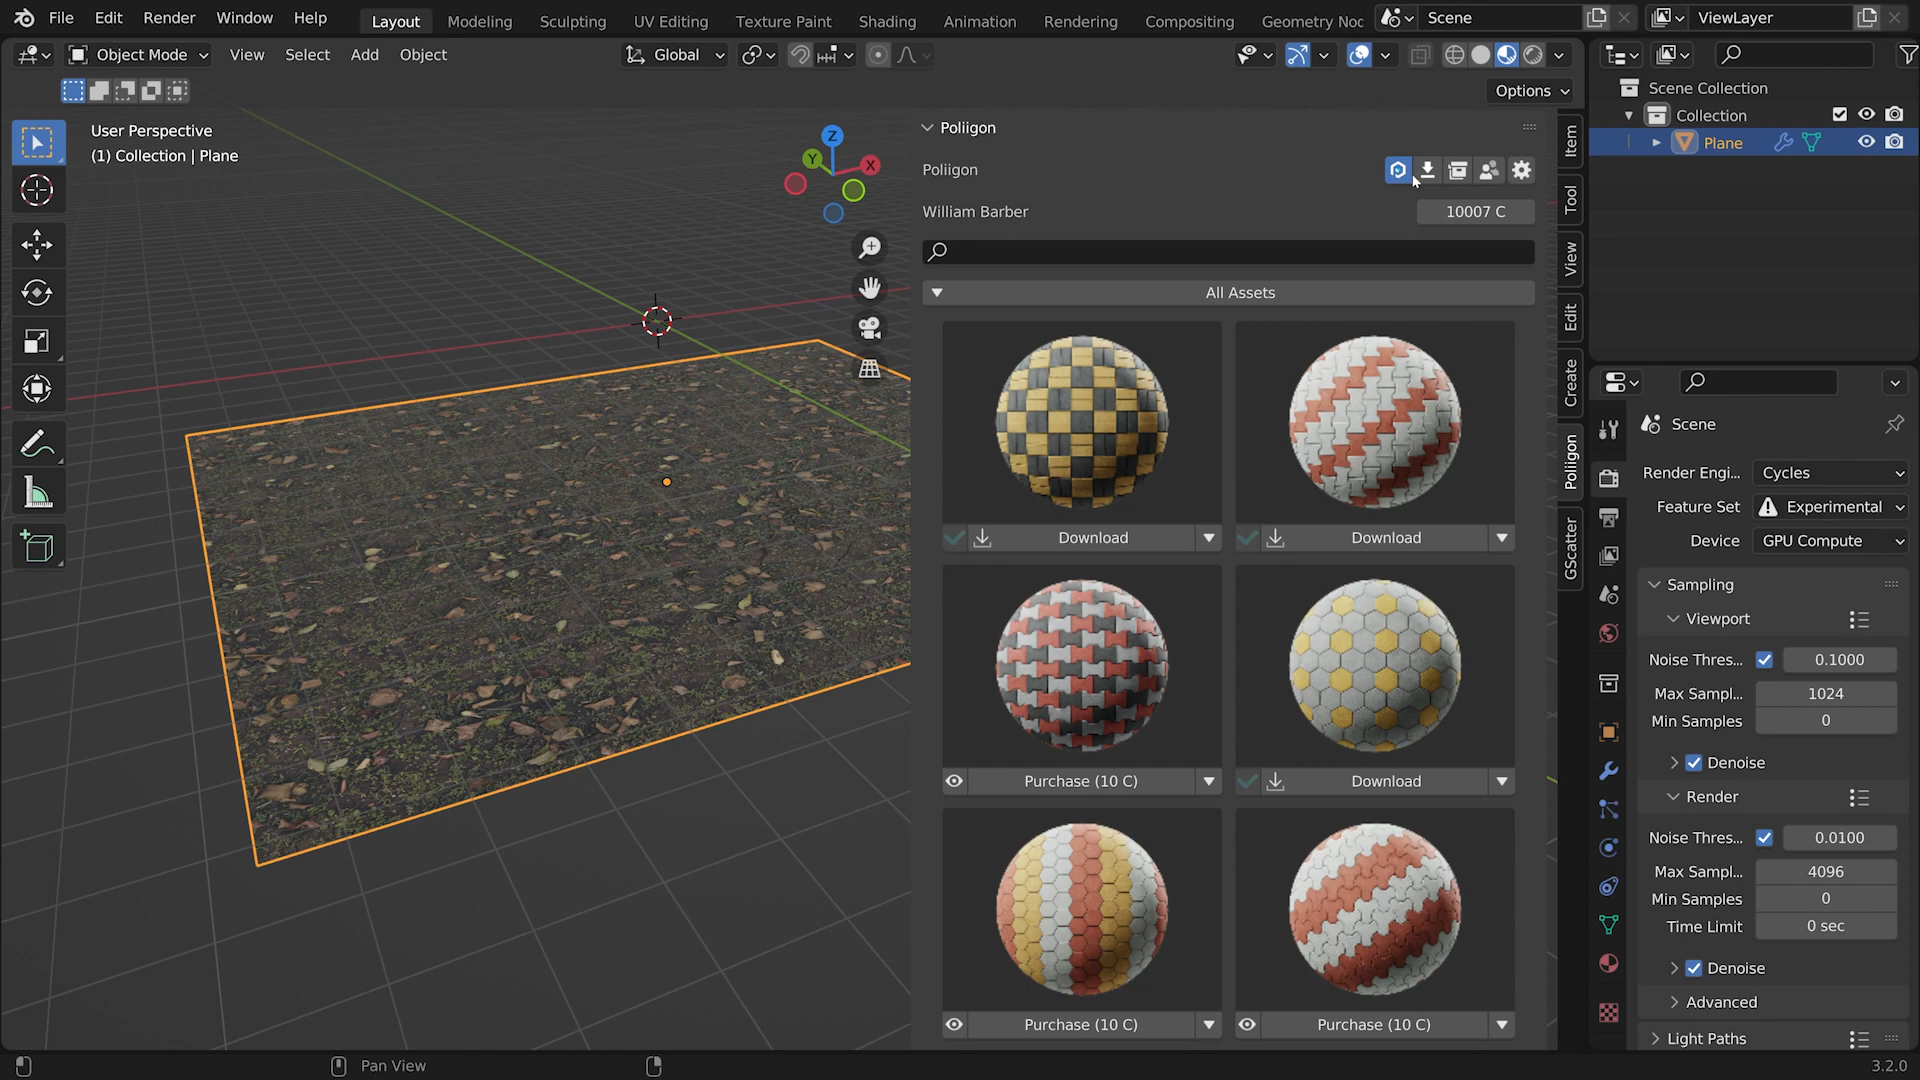 File Edit Render Window Help
Layout Modeling Sculpting UV Editing Texture Paint Shading Animation Rendering Compositing Geometry Noc
Scene
ViewLayer
Object Mode View Select Add Object
Global
Options
User Perspective
(1) Collection | Plane
Z
Y
X
Poliigon
Poliigon
William Barber
10007 C
All Assets
Download
Download
Purchase (10 C)
Download
Purchase (10 C)
Purchase (10 C)
Item
Tool
View
Edit
Create
Poliigon
GScatter
Scene Collection
Collection
Plane
Scene
Render Engi... Cycles
Feature Set Experimental
Device GPU Compute
Sampling
Viewport
Noise Thres... 0.1000
Max Sampl... 1024
Min Samples 0
Denoise
Render
Noise Thres... 0.0100
Max Sampl... 4096
Min Samples 0
Time Limit 0 sec
Denoise
Advanced
Light Paths
Pan View
3.2.0